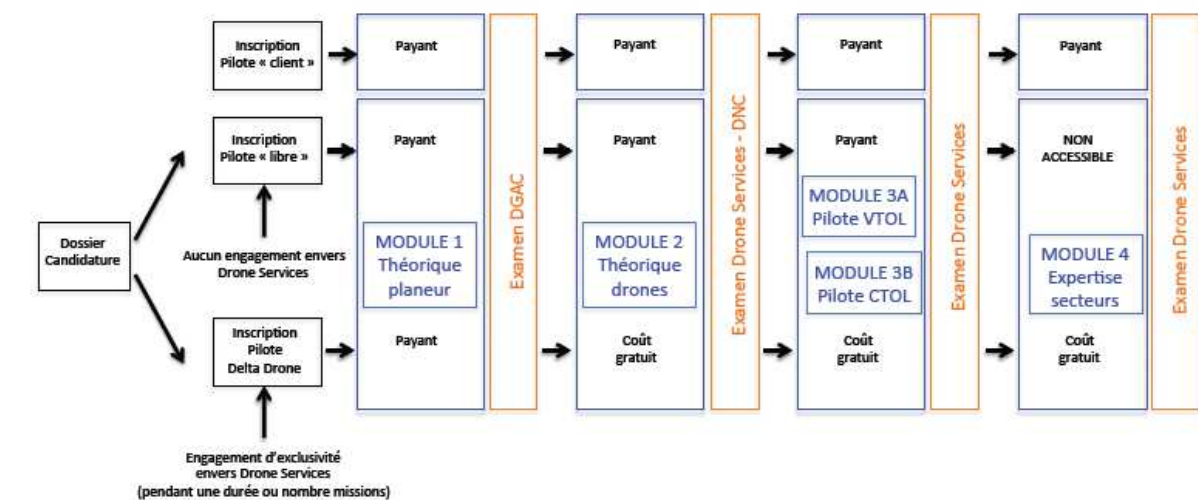 Inscription
Pilote « client »
Payant
Payant
Payant
Payant
Inscription
Pilote « libre »
Payant
Payant
Payant
NON
ACCESSIBLE
Aucun engagement envers
Drone Services
Dossier
Candidature
MODULE 1
Théorique
planeur
Examen DGAC
MODULE 2
Théorique
drones
Examen Drone Services - DNC
MODULE 3A
Pilote VTOL
MODULE 3B
Pilote CTOL
Examen Drone Services
MODULE 4
Expertise
secteurs
Examen Drone Services
Inscription
Pilote
Delta Drone
Payant
Coût
gratuit
Coût
gratuit
Coût
gratuit
Engagement d'exclusivité
envers Drone Services
(pendant une durée ou nombre missions)